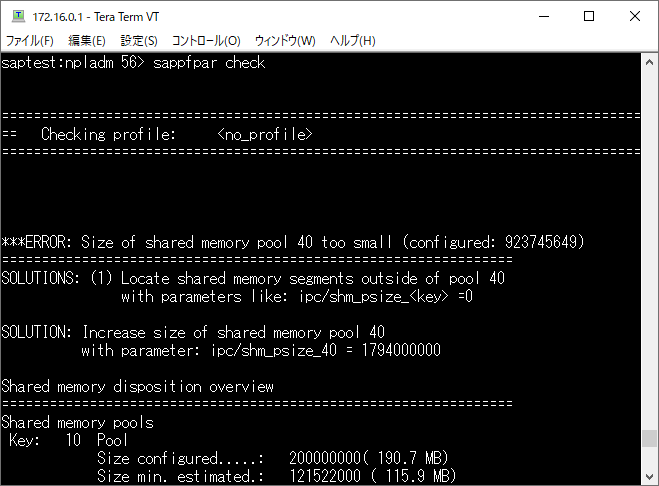 172.16.0.1 - Tera Term VT
ファイル(F) 編集(E) 設定(S) コントロール(O) ウィンドウ(W) ヘルプ(H)
saptest:npladm 56> sappfpar check
================================================================================
==   Checking profile:     <no_profile>
================================================================================
***ERROR: Size of shared memory pool 40 too small (configured: 923745649)
================================================================
SOLUTIONS: (1) Locate shared memory segments outside of pool 40
               with parameters like: ipc/shm_psize_<key> =0
SOLUTION: Increase size of shared memory pool 40
          with parameter: ipc/shm_psize_40 = 1794000000
Shared memory disposition overview
================================================================
Shared memory pools
 Key:   10  Pool
            Size configured.....:   200000000( 190.7 MB)
            Size min. estimated.:   121522000 ( 115.9 MB)